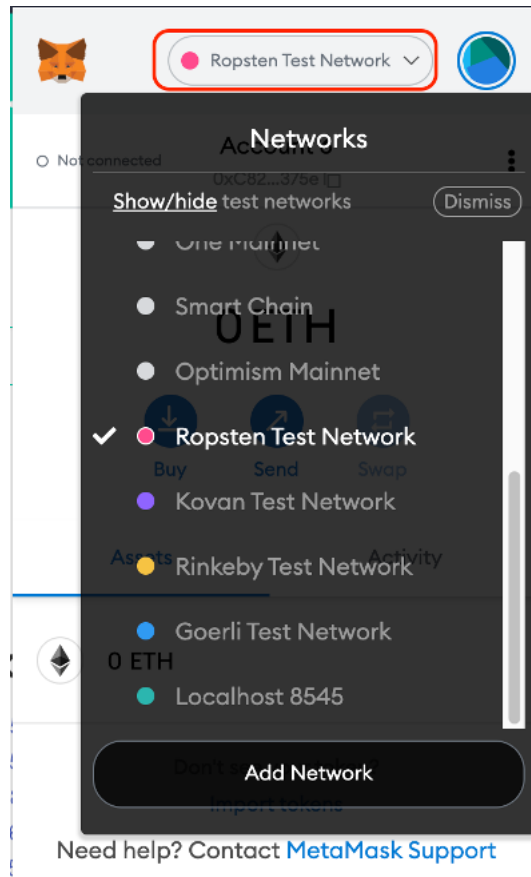 Ropsten Test Network
Networks
Not connected
Account 6
0xC82...375e
Show/hide test networks
Dismiss
One Mainnet
Smart Chain
0 ETH
Optimism Mainnet
Ropsten Test Network
Buy
Send
Swap
Kovan Test Network
Assets
Activity
Rinkeby Test Network
Goerli Test Network
0 ETH
Localhost 8545
Add Network
Import tokens
Need help? Contact MetaMask Support